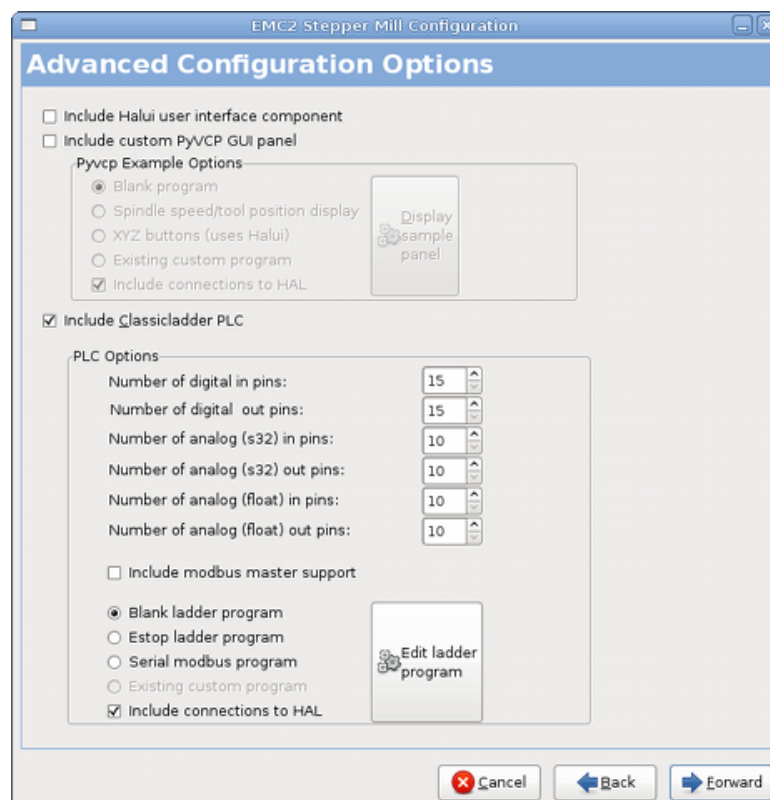 EMC2 Stepper Mill Configuration
Advanced Configuration Options
Include Halui user interface component
Include custom PyVCP GUI panel
Pyvcp Example Options
Blank program
Spindle speed/tool position display
XYZ buttons (uses Halui)
Existing custom program
Include connections to HAL
Display
sample
panel
Include Classicladder PLC
PLC Options
Number of digital in pins: 15
Number of digital out pins: 15
Number of analog (s32) in pins: 10
Number of analog (s32) out pins: 10
Number of analog (float) in pins: 10
Number of analog (float) out pins: 10
Include modbus master support
Blank ladder program
Estop ladder program
Serial modbus program
Existing custom program
Include connections to HAL
Edit ladder
program
Cancel Back Forward